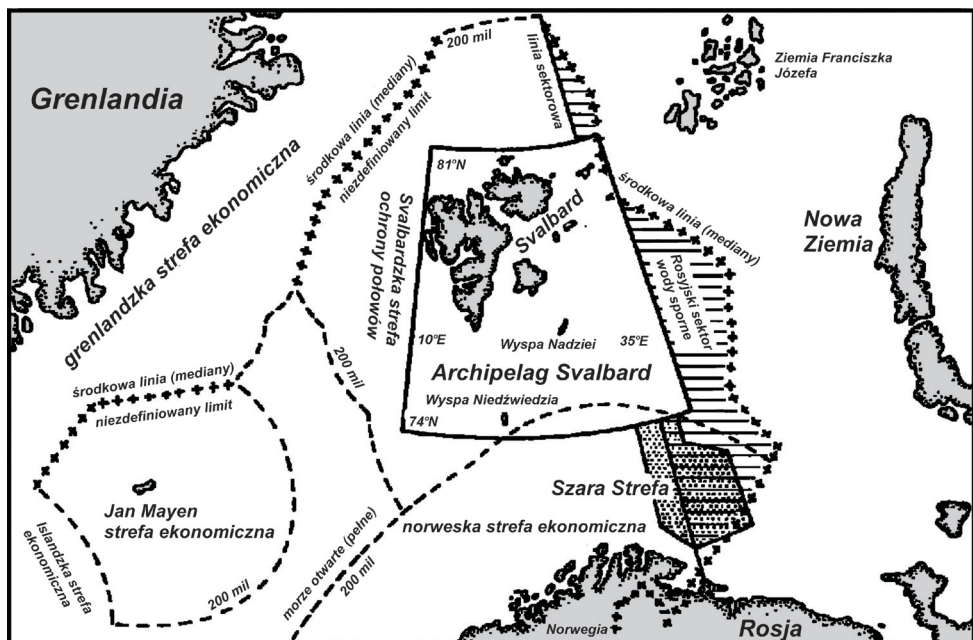 Grenlandia
200 mil
linia sektorowa
Ziemia Franciszka
Józefa
środkowa linia (mediany)
niezdefiniowany limit
grenlandzka strefa ekonomiczna
Svalbardzka strefa
ochrony połowów
81°N
Svalbard
środkowa linia (mediany)
Nowa
Ziemia
Rosyjski sektor
wody sporne
10°E
Wyspa Nadziei
35°E
200 mil
Archipelag Svalbard
Wyspa Niedźwiedzia
74°N
środkowa linia (mediany)
niezdefiniowany limit
Szara Strefa
Jan Mayen
strefa ekonomiczna
norweska strefa ekonomiczna
Islandzka strefa
ekonomiczna
200 mil
morze otwarte (pełne)
200 mil
Norwegia
Rosja